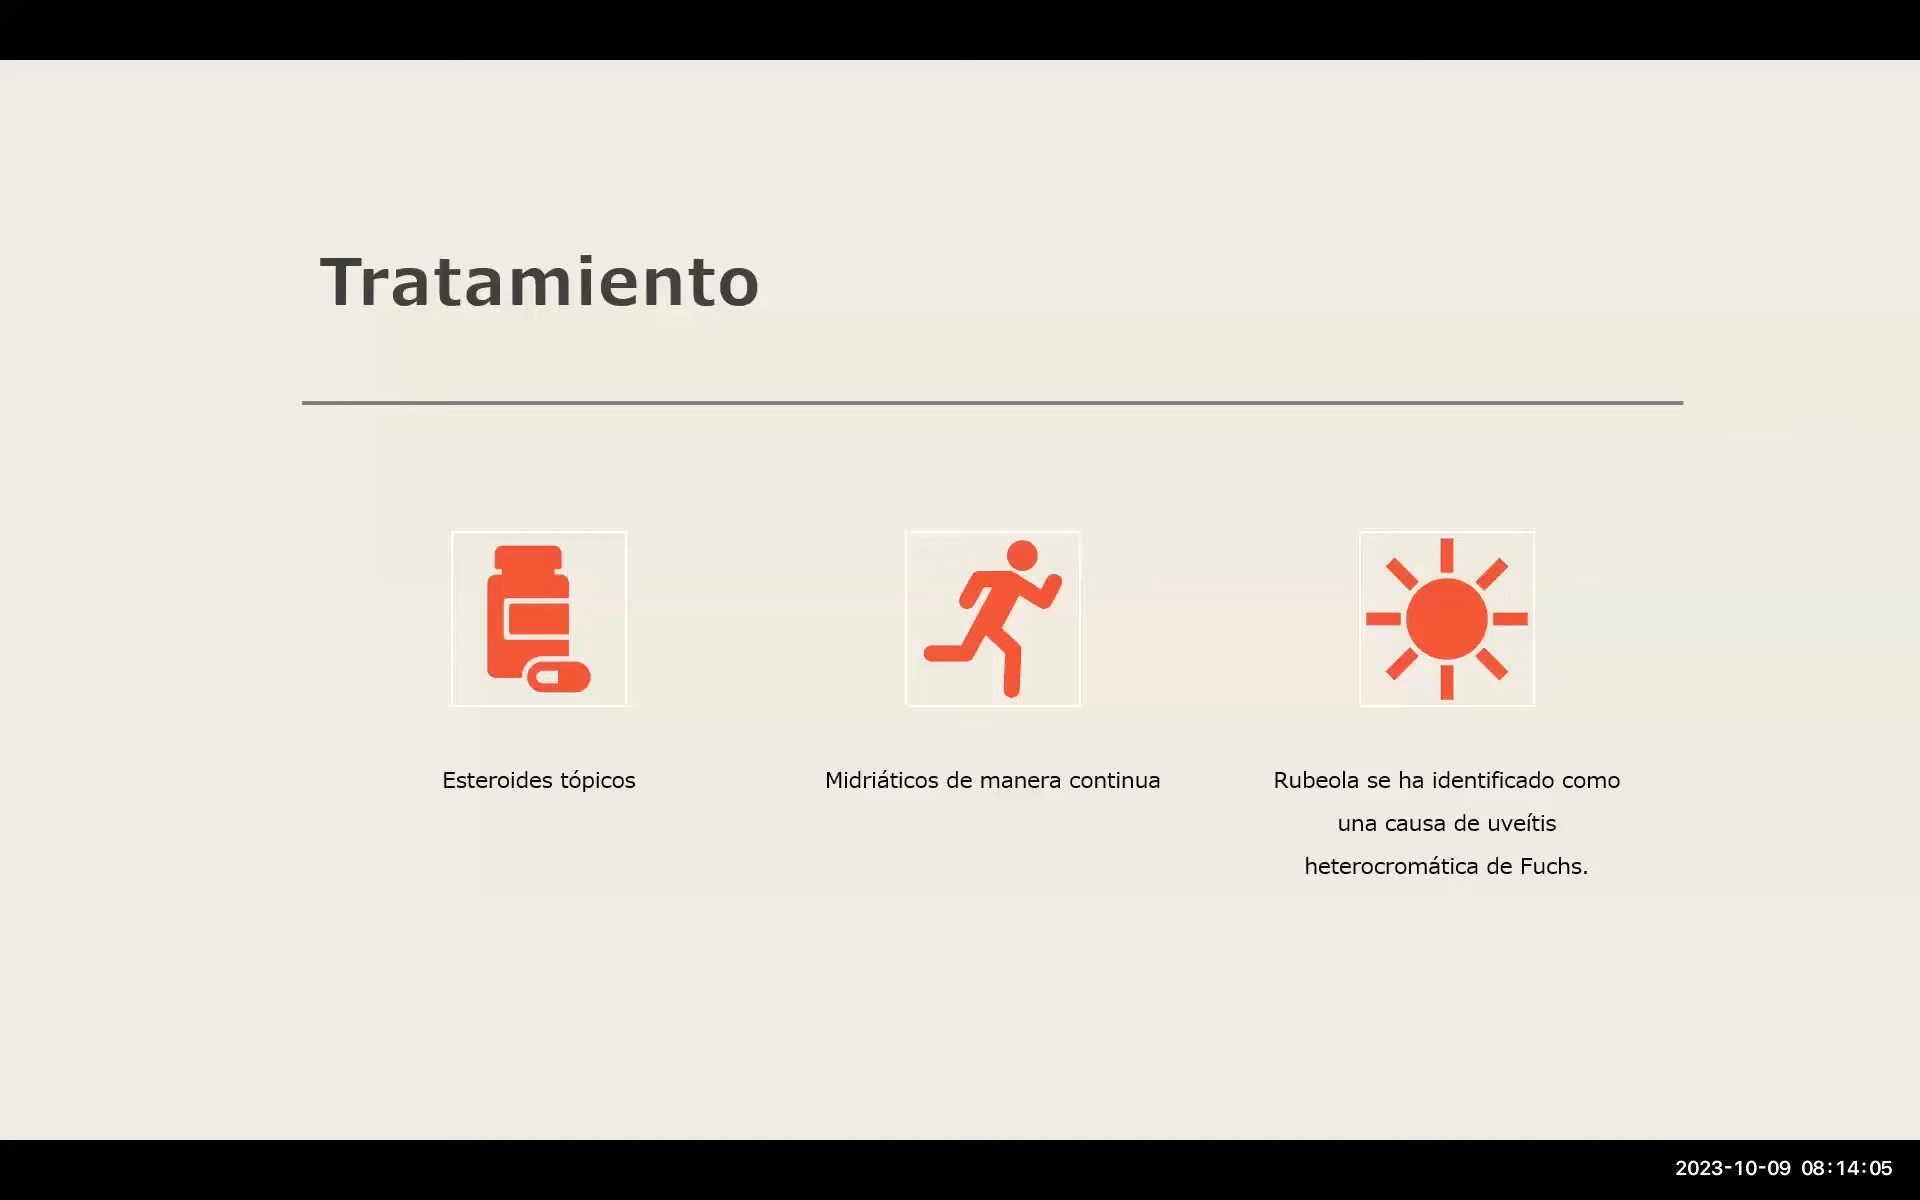 Tratamiento
Esteroides tópicos
Midriáticos de manera continua
Rubeola se ha identificado como
una causa de uveítis
heterocromática de Fuchs.
2023-10-09 08:14:05